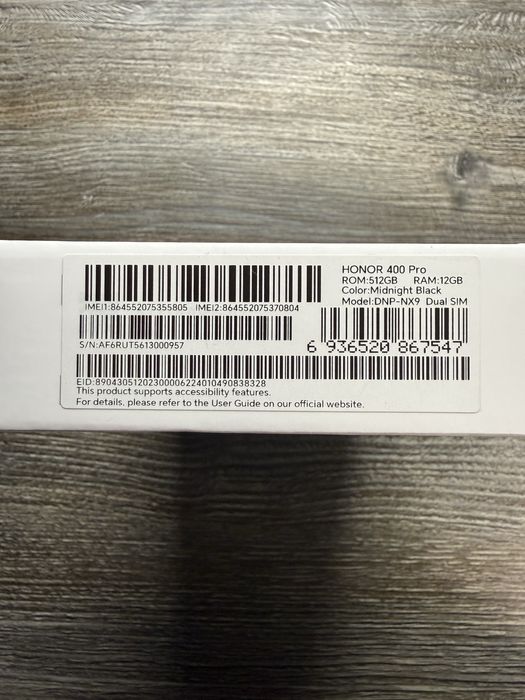 HONOR 400 Pro
ROM:512GB RAM:12GB
Color:Midnight Black
Model:DNP-NX9 Dual SIM
IMEI1:864552075355805 IMEI2:864552075370804
S/N:AF6RUT5613000957
6 936520 867547
EID:89043051202300006224010490838328
This product supports accessibility features.
For details, please refer to the User Guide on our official website.